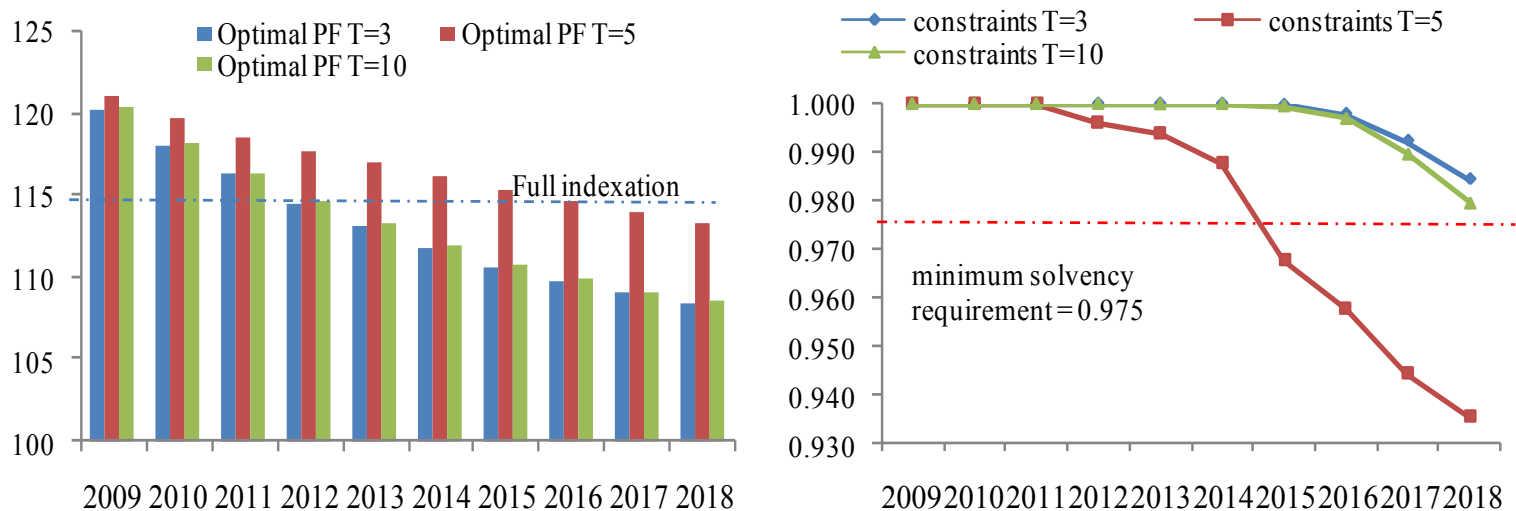 Optimal PF T=3
Optimal PF T=5
Optimal PF T=10
125
120
115
110
105
100
Full indexation
2009 2010 2011 2012 2013 2014 2015 2016 2017 2018
constraints T=3
constraints T=5
constraints T=10
1.000
0.990
0.980
0.970
0.960
0.950
0.940
0.930
minimum solvency
requirement = 0.975
2009 2010 2011 2012 2013 2014 2015 2016 2017 2018